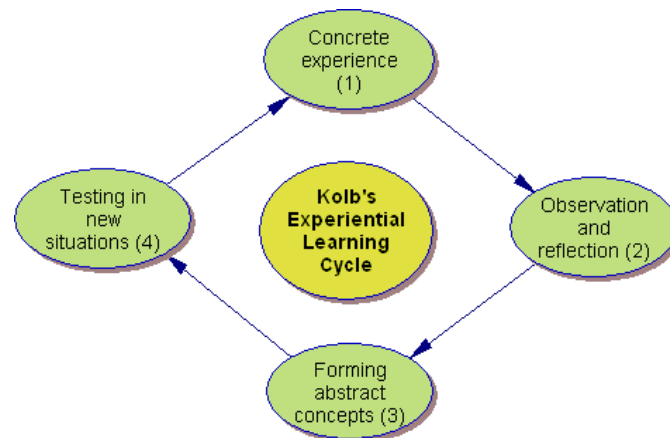 Concrete
experience
(1)
Testing in
new
situations (4)
Kolb's
Experiential
Learning
Cycle
Observation
and
reflection (2)
Forming
abstract
concepts (3)